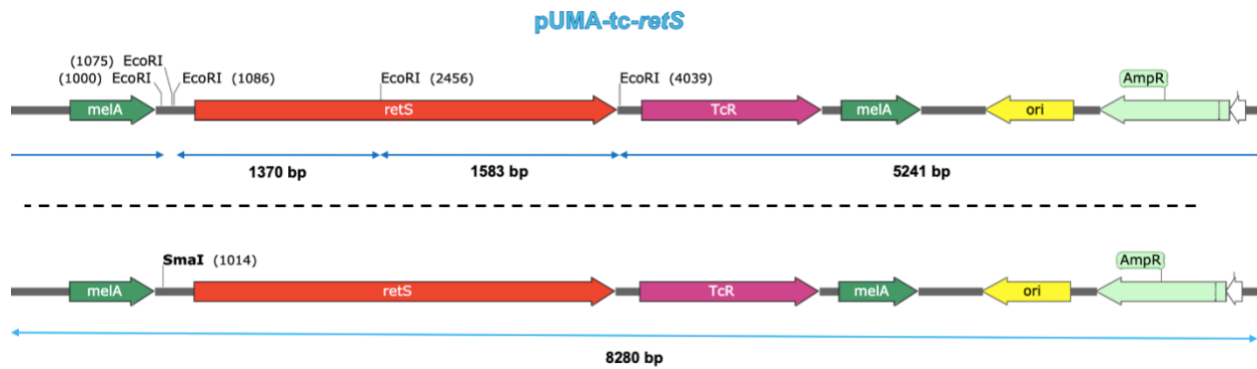 pUMA-tc-retS
(1075) EcoRI
(1000) EcoRI EcoRI (1086) EcoRI (2456) EcoRI (4039) AmpR
melA retS TcR melA ori
1370 bp 1583 bp 5241 bp
SmaI (1014) AmpR
melA retS TcR melA ori
8280 bp